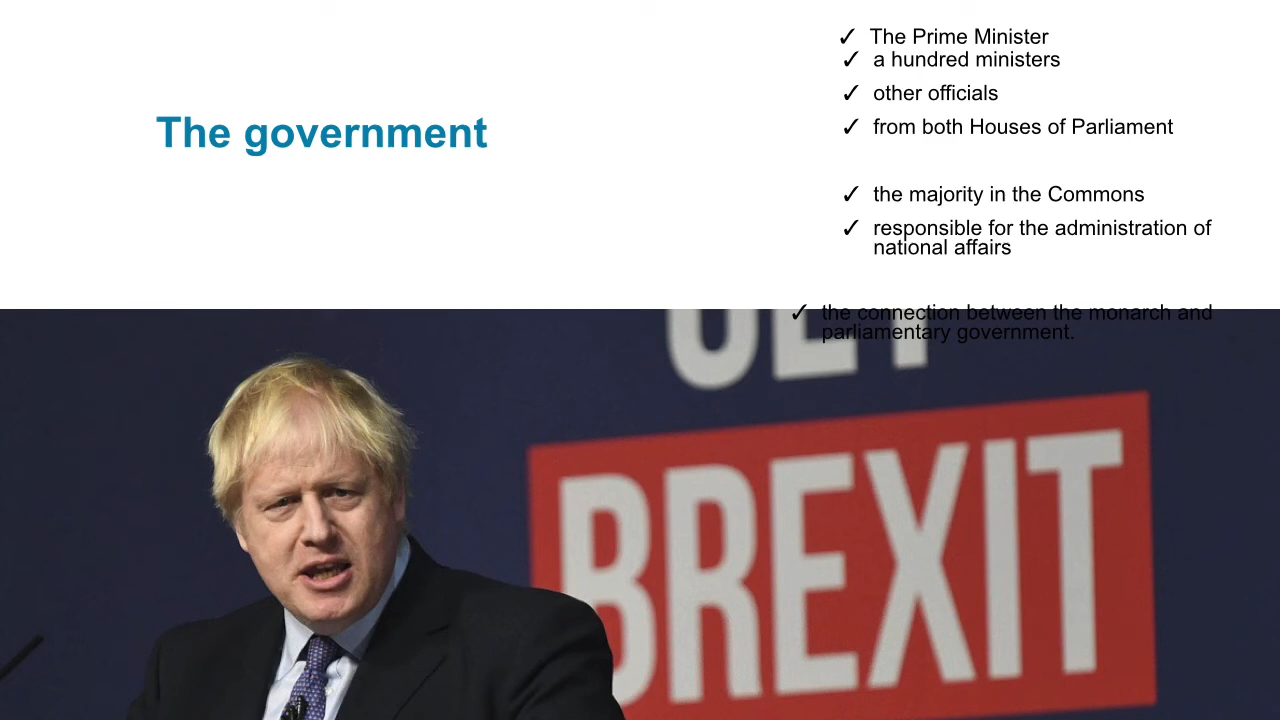 The government
✓ The Prime Minister
✓ a hundred ministers
✓ other officials
✓ from both Houses of Parliament
✓ the majority in the Commons
✓ responsible for the administration of
national affairs
✓ the connection between the monarch and
parliamentary government.
GET
BREXIT